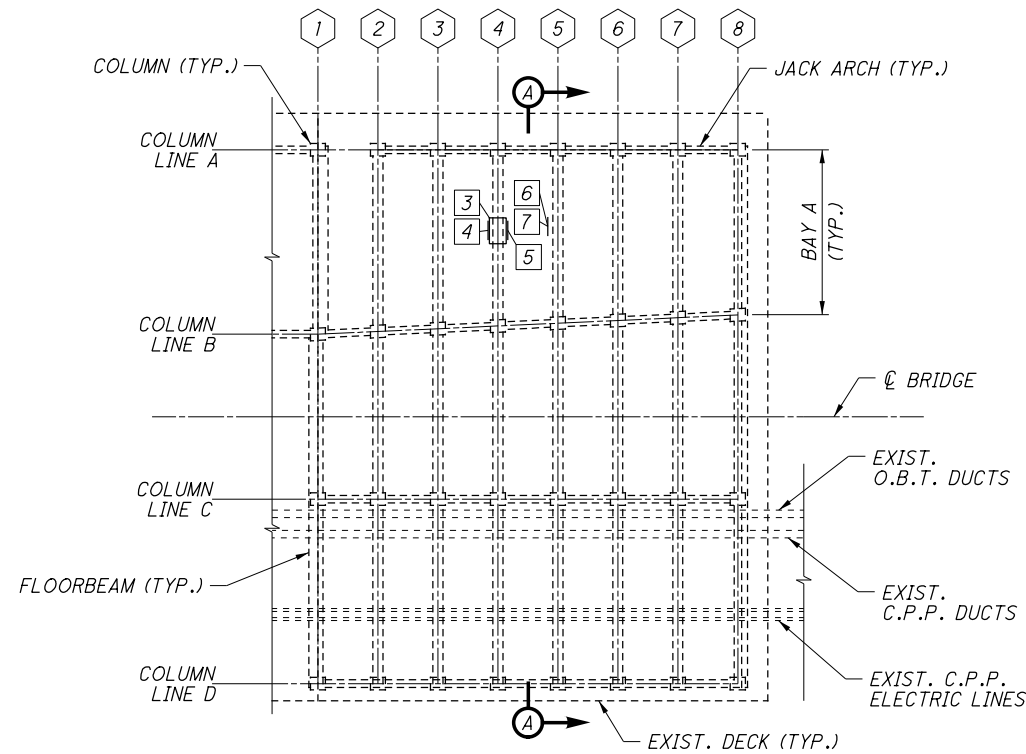 1 2 3 4 5 6 7 8
COLUMN (TYP.)
JACK ARCH (TYP.)
A
COLUMN
LINE A
3
4
5
6
7
BAY A
(TYP.)
COLUMN
LINE B
℄ BRIDGE
EXIST.
O.B.T. DUCTS
COLUMN
LINE C
FLOORBEAM (TYP.)
EXIST.
C.P.P. DUCTS
COLUMN
LINE D
EXIST. C.P.P.
ELECTRIC LINES
A
EXIST. DECK (TYP.)